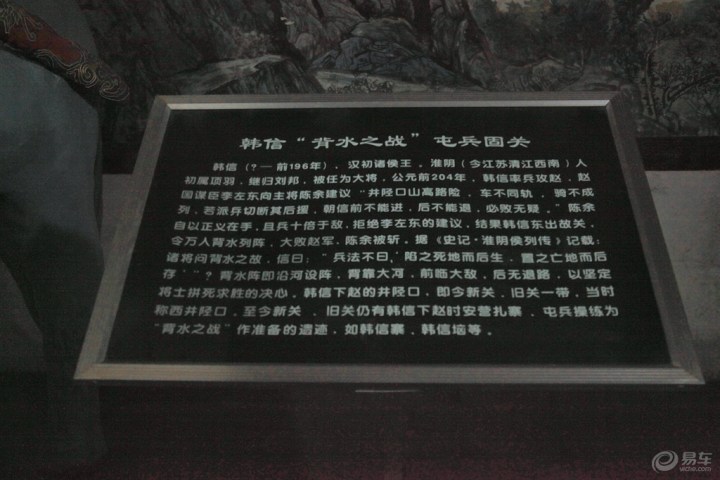 韩信“背水之战”屯兵固关
韩信（?—前196年），汉初诸侯王。淮阴（今江苏清江西南）人
初属项羽，继归刘邦，被任为大将，公元前204年，韩信率兵攻赵，赵
国谋臣李左东向主将陈余建议“井陉口山高路险、车不同轨、骑不成
列，若派兵切断其后援，朝信前不能进，后不能退，必败无疑。”陈余
自以正义在手，且兵十倍于敌，拒绝李左东的建议，结果韩信东出故关，
令万人背水列阵，大败赵军，陈余被斩。据《史记·淮阴侯列传》记载：
诸将问背水之故，信曰：“兵法不曰，‘陷之死地而后生，置之亡地而后
存’”？背水阵即沿河设阵，背靠大河，前临大敌，后无退路，以坚定
将士拼死求胜的决心。韩信下赵的井陉口，即今新关，旧关一带，当时
称西井陉口，至今新关、旧关仍有韩信下赵时安营扎寨、屯兵操练为
“背水之战”作准备的遗迹，如韩信寨，韩信垴等。
易车
yiche.com